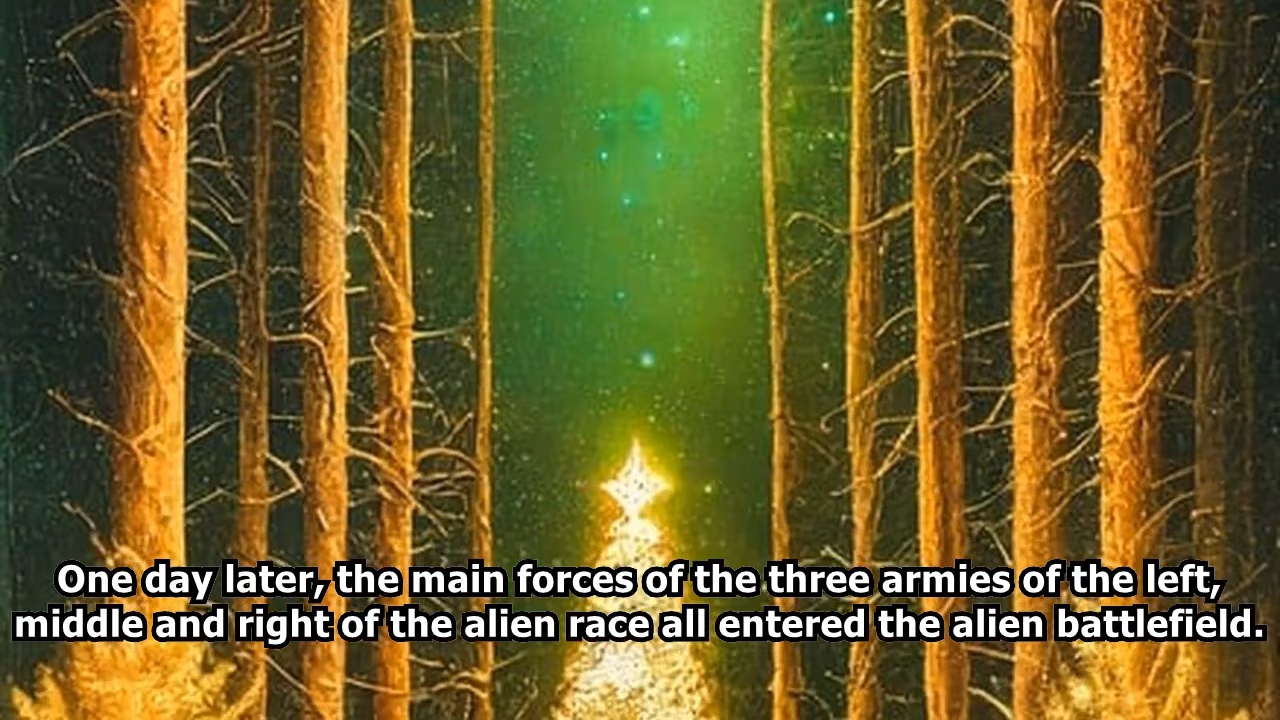 One day later, the main forces of the three armies of the left,
middle and right of the alien race all entered the alien battlefield.